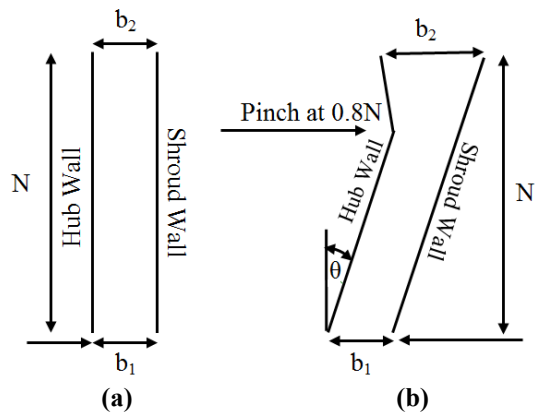 b2
N
Hub Wall
Shroud Wall
b1
(a)
b2
Pinch at 0.8N
Hub Wall
Shroud Wall
N
θ
b1
(b)